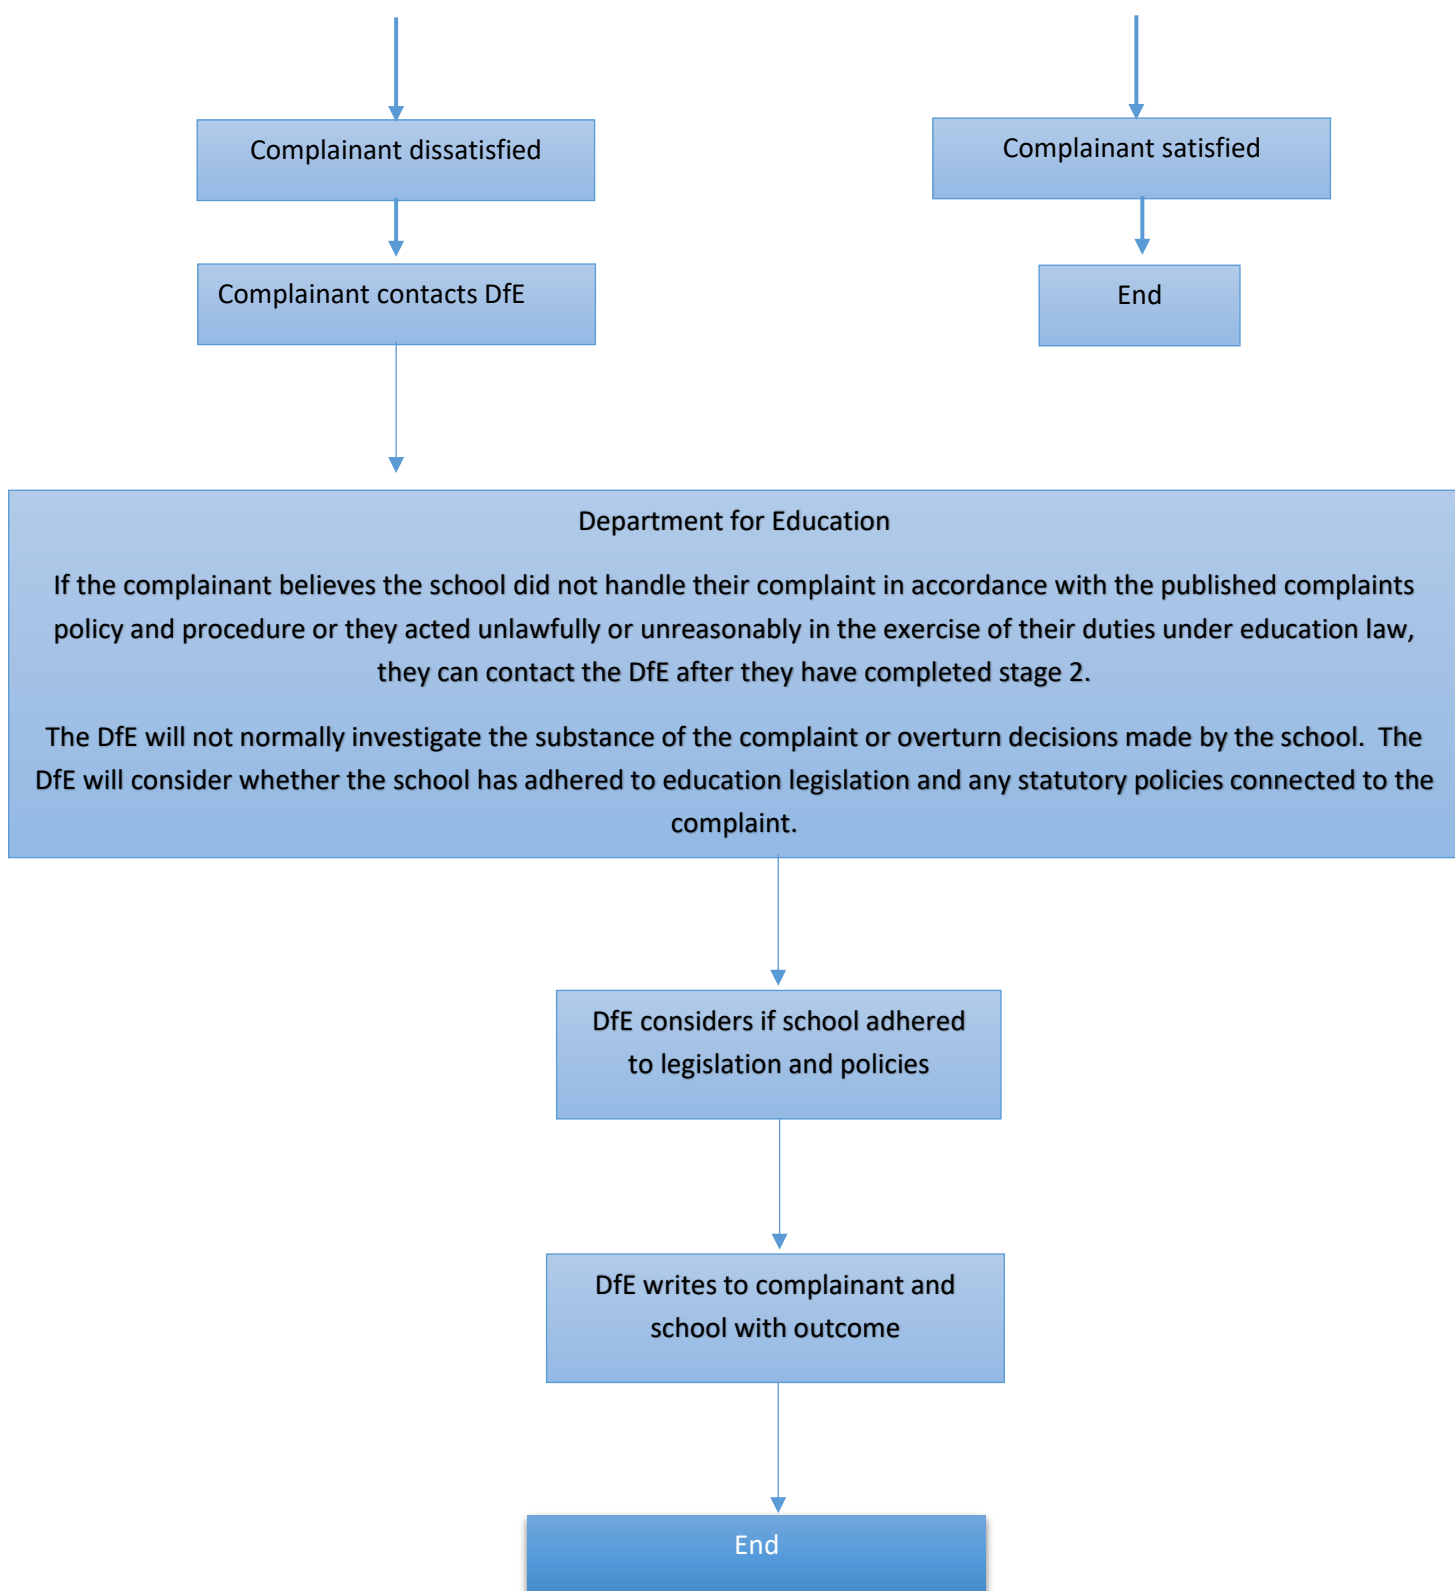 Complainant dissatisfied
Complainant satisfied
Complainant contacts DfE
End
Department for Education
If the complainant believes the school did not handle their complaint in accordance with the published complaints
policy and procedure or they acted unlawfully or unreasonably in the exercise of their duties under education law,
they can contact the DfE after they have completed stage 2.
The DfE will not normally investigate the substance of the complaint or overturn decisions made by the school.  The
DfE will consider whether the school has adhered to education legislation and any statutory policies connected to the
complaint.
DfE considers if school adhered
to legislation and policies
DfE writes to complainant and
school with outcome
End